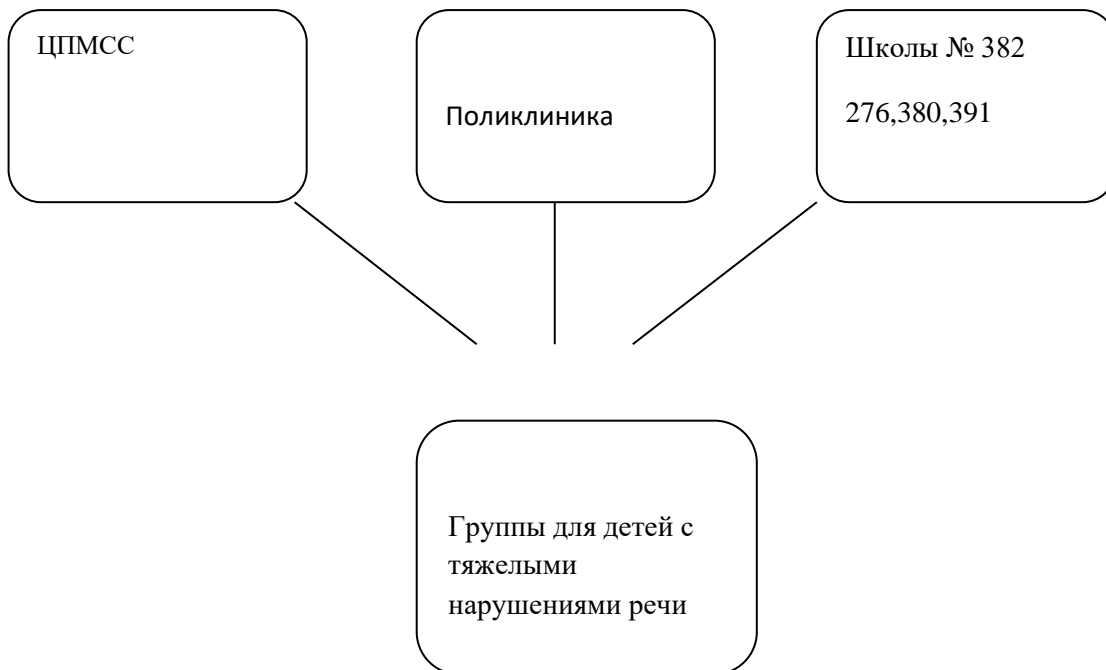 ЦПМСС
Поликлиника
Школы № 382
276,380,391
Группы для детей с
тяжелыми
нарушениями речи